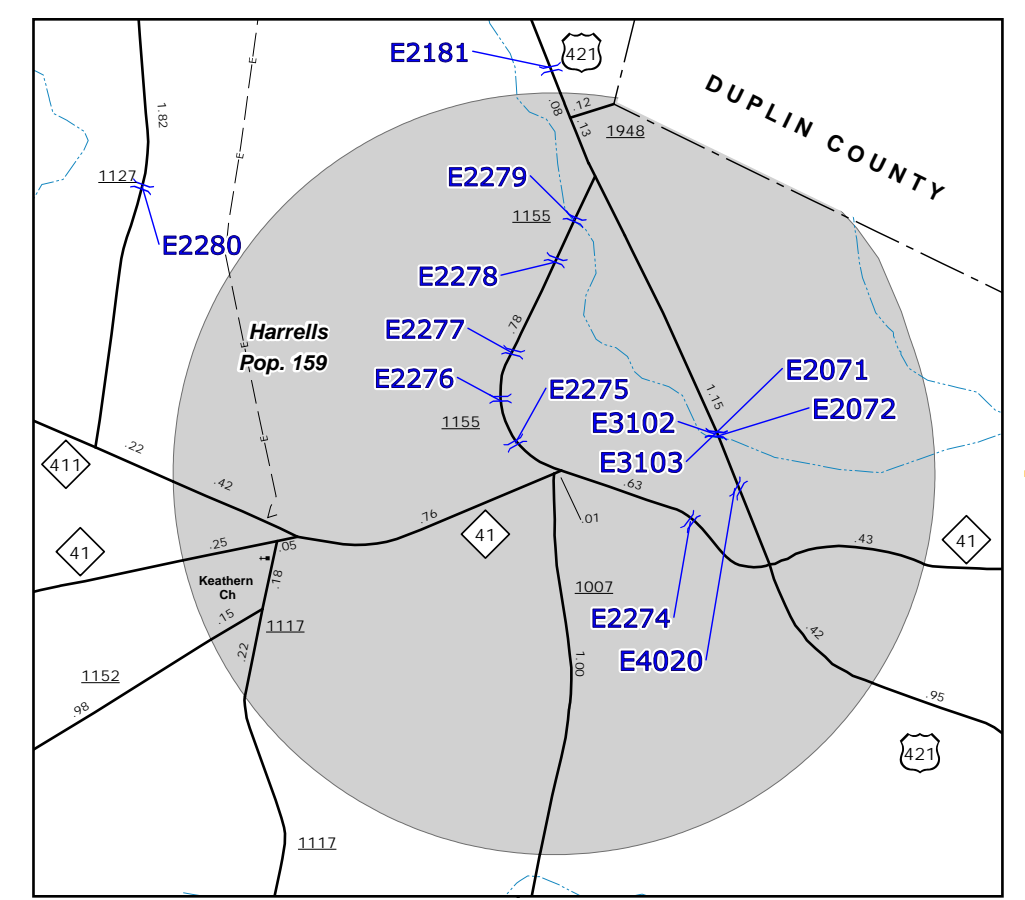 E2181
421
DUPLIN COUNTY
E
1.82
.08
.12
.13
1948
E
1127
E2279
1155
E2280
E2278
.78
Harrells
Pop. 159
E2277
E
E2276
E2275
E2071
1.15
E2072
E3102
1155
E3103
E
411
.22
.42
.63
.76
.01
41
41
.25
.05
.43
41
.18
Keathern
Ch
1007
.15
1117
E2274
.42
.22
E4020
1.00
1152
.98
.95
421
1117